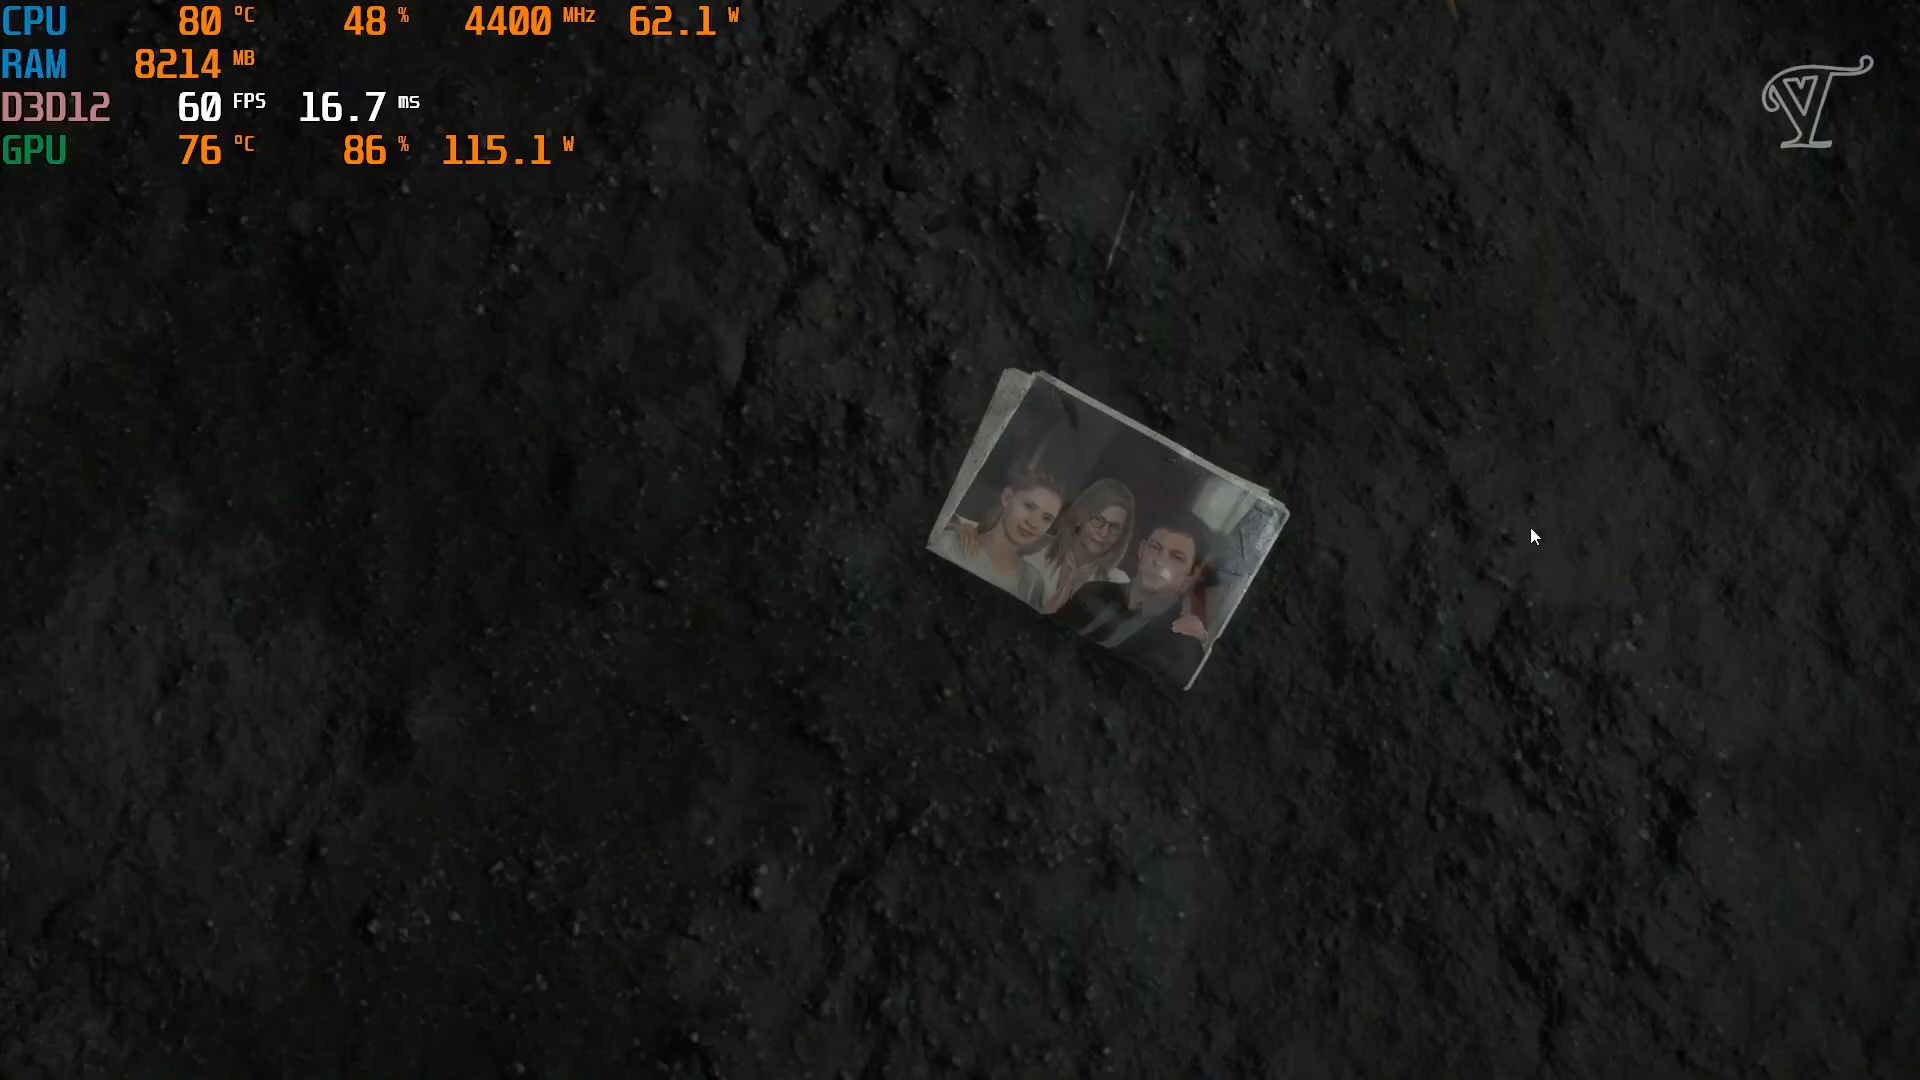 CPU 80 °C 48 % 4400 MHz 62.1 W
RAM 8214 MB
D3D12 60 FPS 16.7 ms
GPU 76 °C 86 % 115.1 W